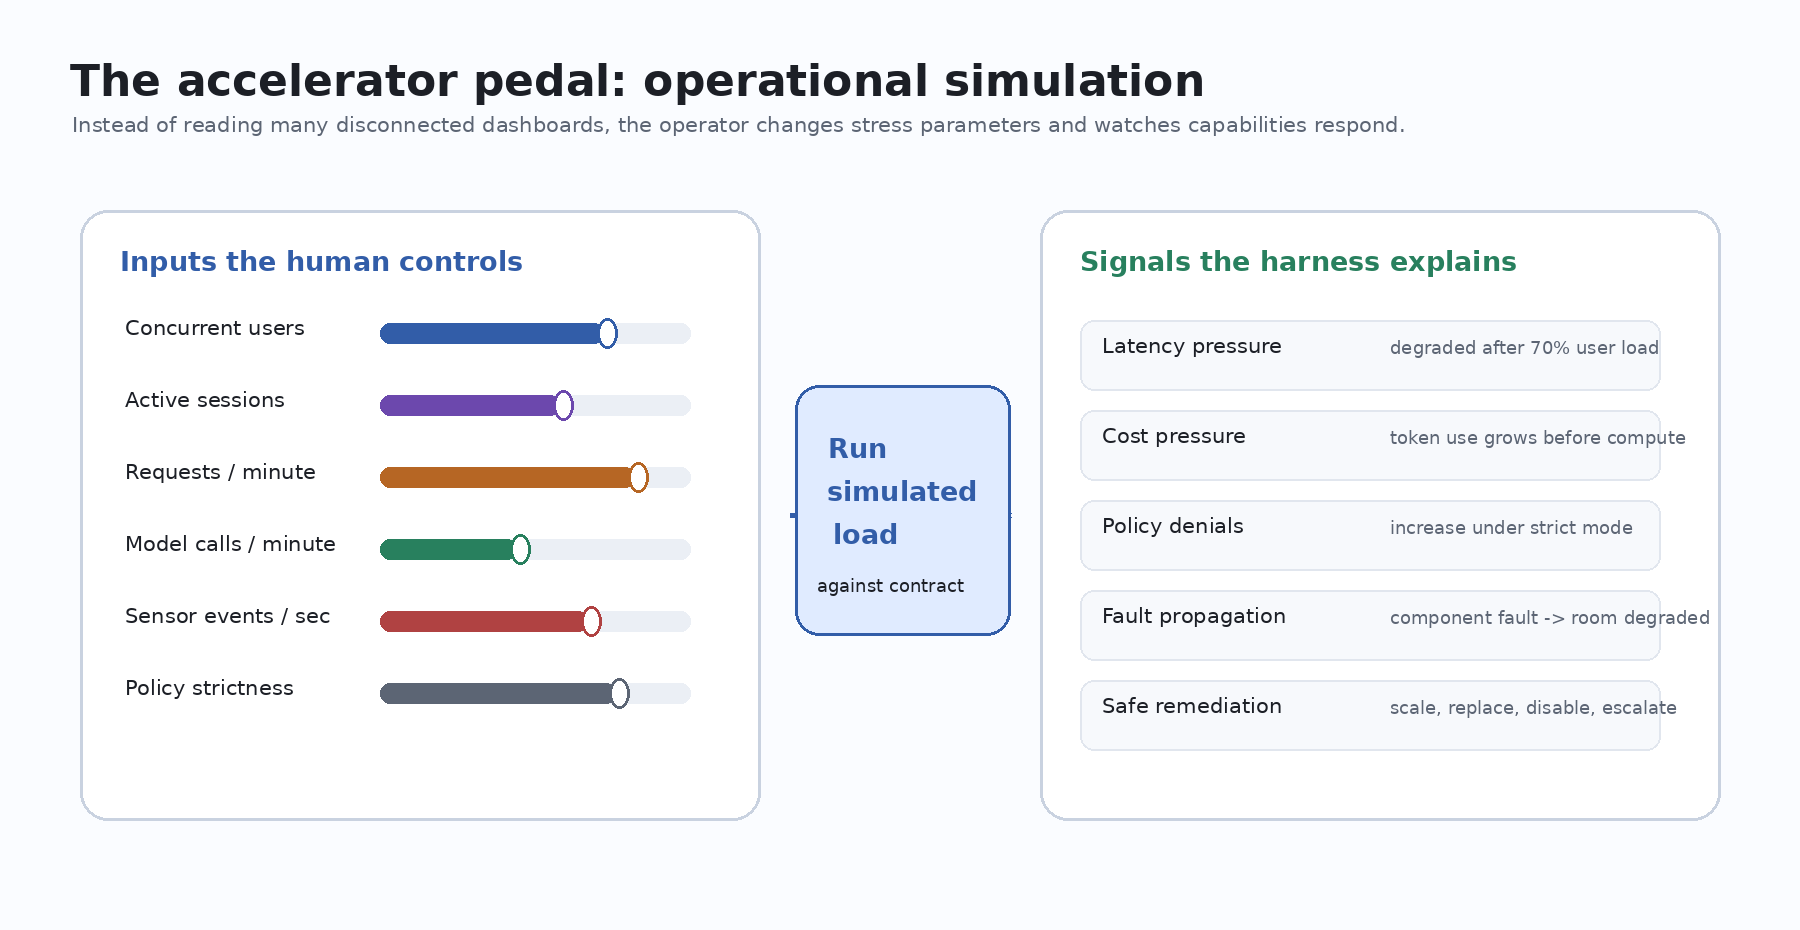 The accelerator pedal: operational simulation
Instead of reading many disconnected dashboards, the operator changes stress parameters and watches capabilities respond.
Inputs the human controls
Concurrent users
Active sessions
Requests / minute
Model calls / minute
Sensor events / sec
Policy strictness
Run
simulated
load
against contract
Signals the harness explains
Latency pressure degraded after 70% user load
Cost pressure token use grows before compute
Policy denials increase under strict mode
Fault propagation component fault -> room degraded
Safe remediation scale, replace, disable, escalate